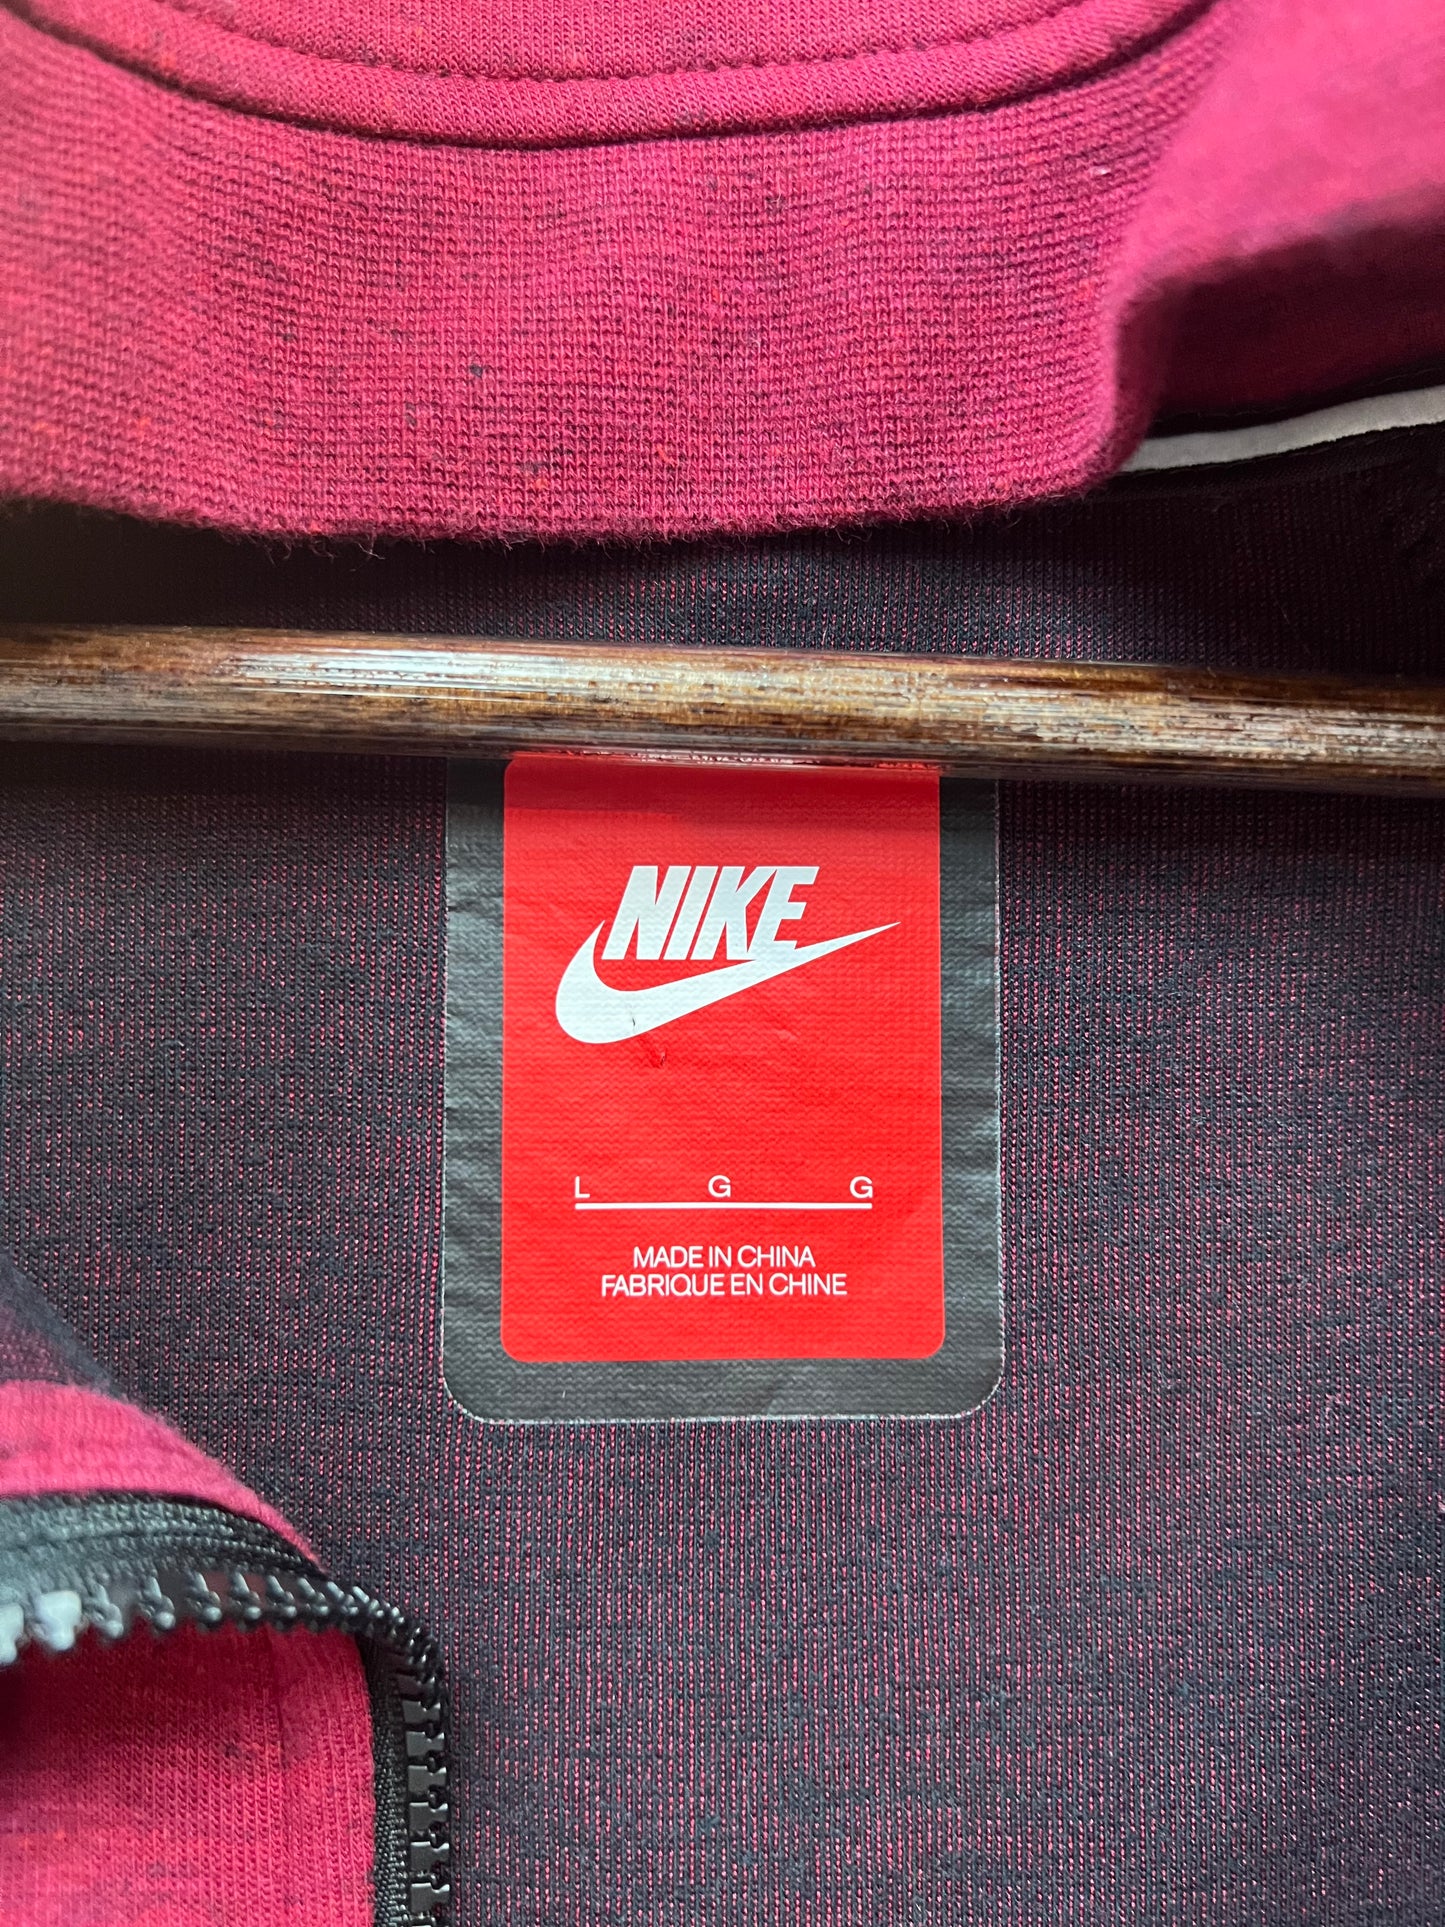 NIKE
L G G
MADE IN CHINA
FABRIQUE EN CHINE